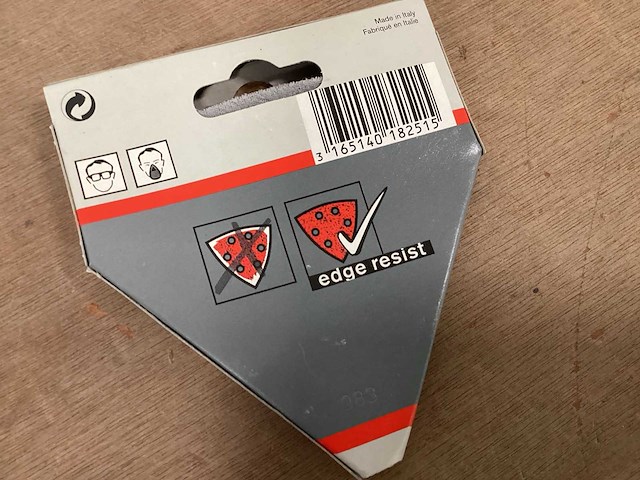 Made in Italy
Fabriqué en Italie
3 165140 182515
edge resist